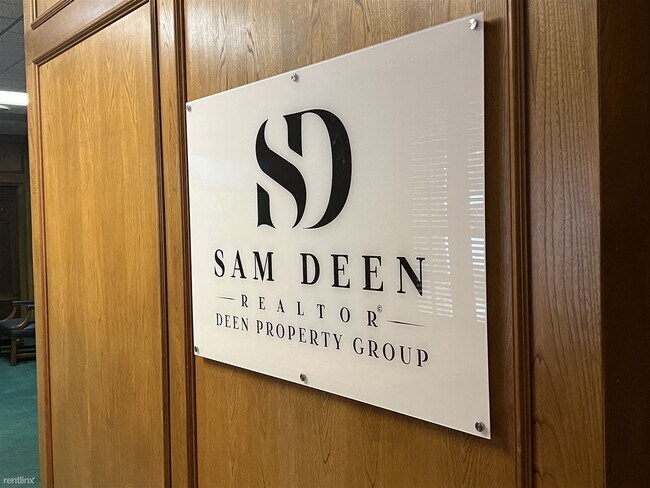 SD
SAM DEEN
REALTOR©
DEEN PROPERTY GROUP
rentlinx